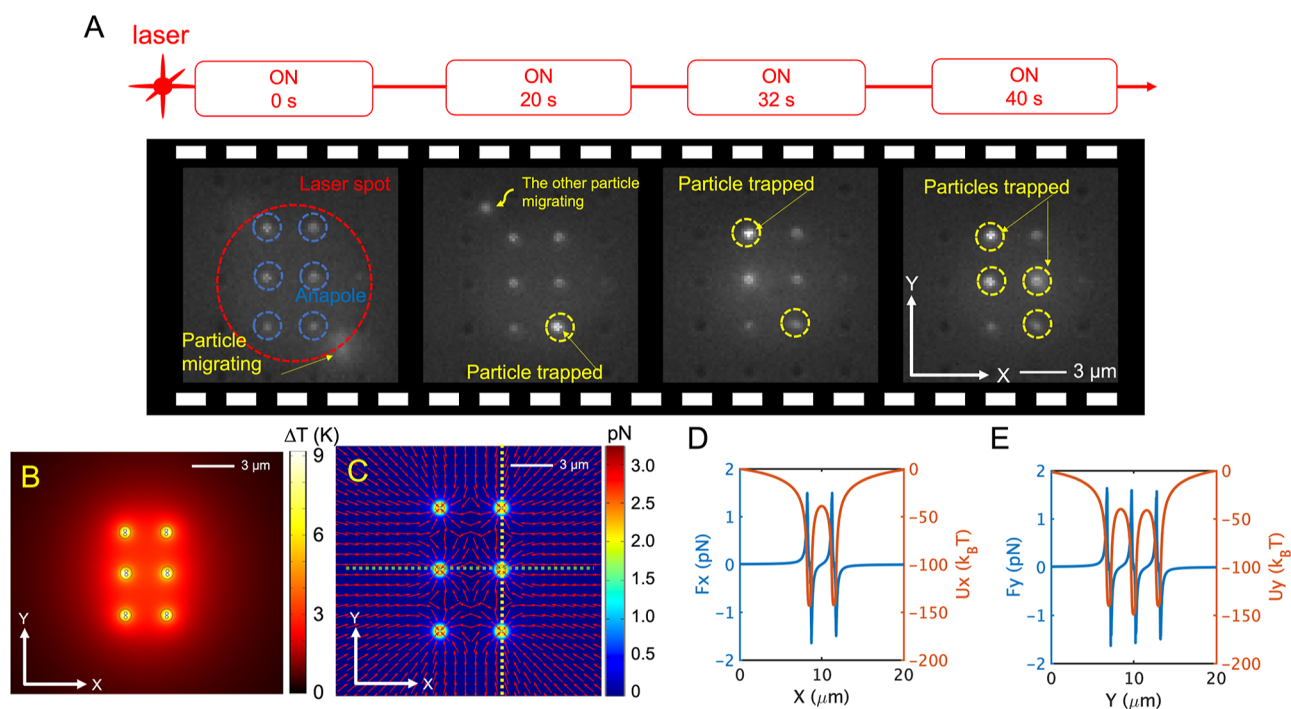 A
laser
ON
0 s
ON
20 s
ON
32 s
ON
40 s
Laser spot
Anapole
Particle
migrating
The other particle
migrating
Particle trapped
Particle trapped
Particles trapped
Y
X
3 µm
B
3 µm
Y
X
ΔT (K)
9
6
3
0
C
3 µm
Y
X
pN
3.0
2.5
2.0
1.5
1.0
0.5
0
D
2
1
0
-1
-2
Fx (pN)
0
-50
-100
-150
-200
Ux (kBT)
0
10
20
X (μm)
E
2
1
0
-1
-2
Fy (pN)
0
-50
-100
-150
-200
Uy (kBT)
0
10
20
Y (μm)